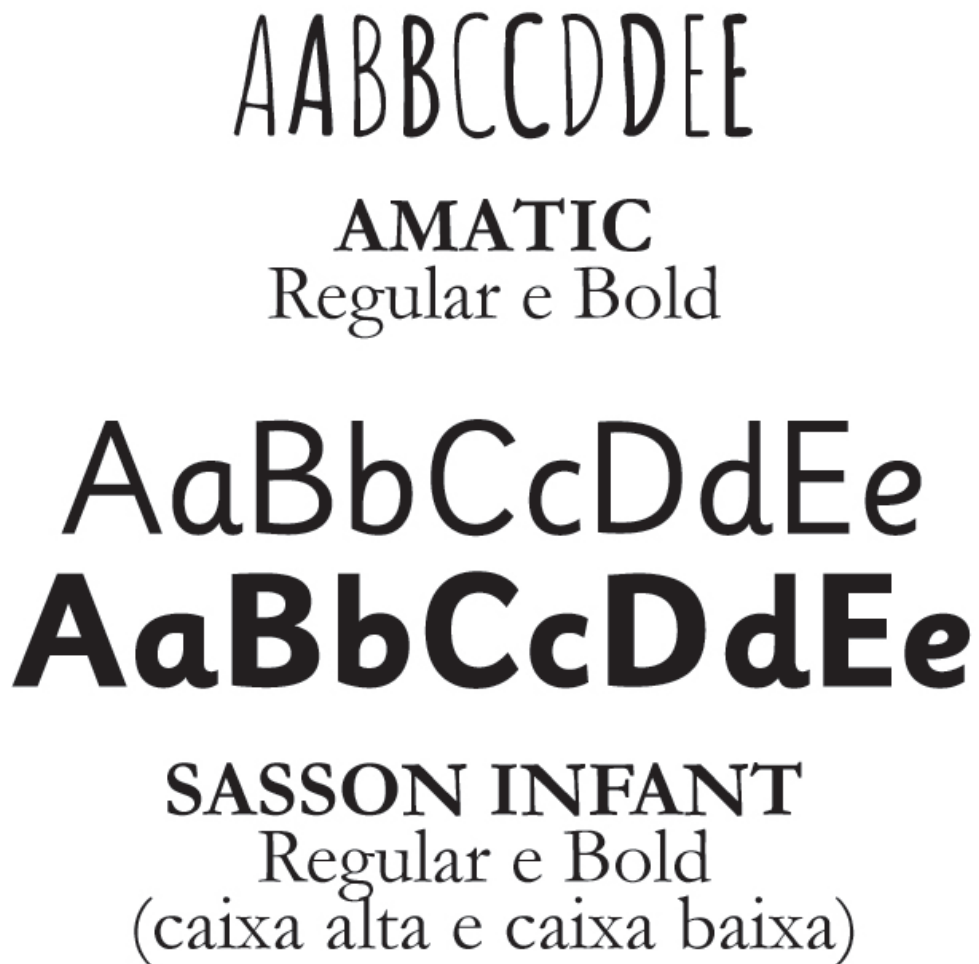 AABBCCDDEE
AMATIC
Regular e Bold
AaBbCcDdEe
AaBbCcDdEe
SASSON INFANT
Regular e Bold
(caixa alta e caixa baixa)